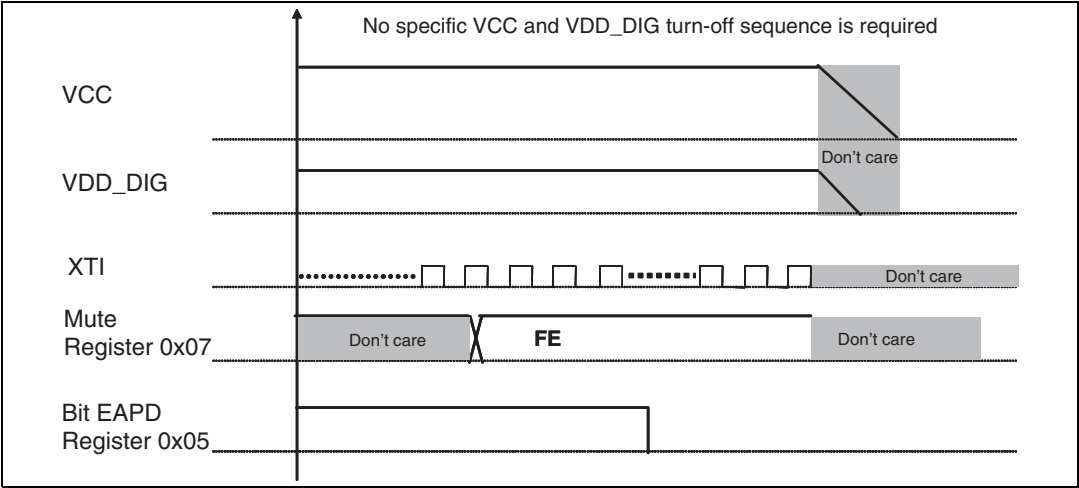 No specific VCC and VDD_DIG turn-off sequence is required
VCC
Don't care
VDD_DIG
XTI
Don't care
Mute
Register 0x07
Don't care
FE
Don't care
Bit EAPD
Register 0x05